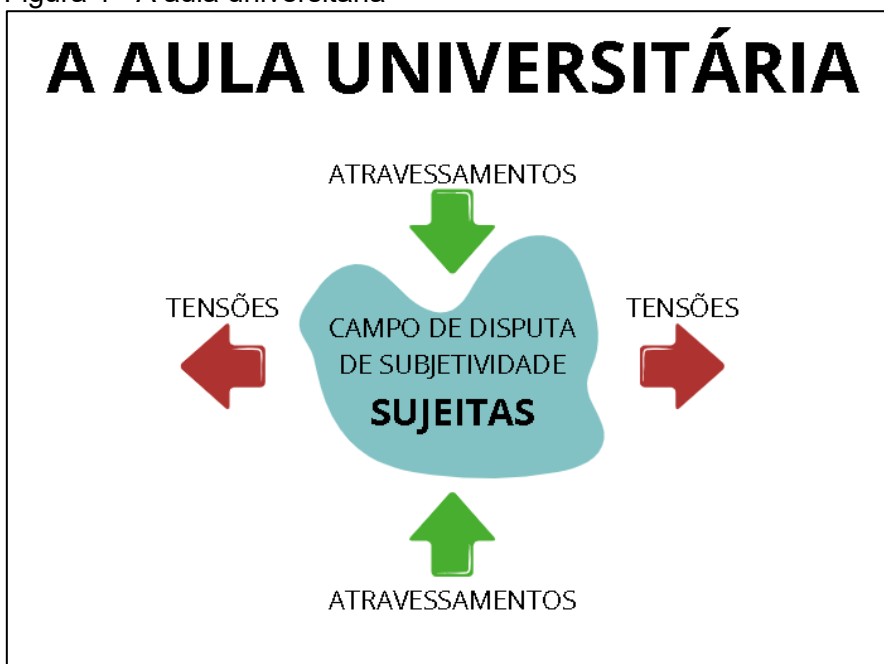 A AULA UNIVERSITÁRIA
ATRAVESSAMENTOS
TENSÕES
TENSÕES
CAMPO DE DISPUTA
DE SUBJETIVIDADE
SUJEITAS
ATRAVESSAMENTOS